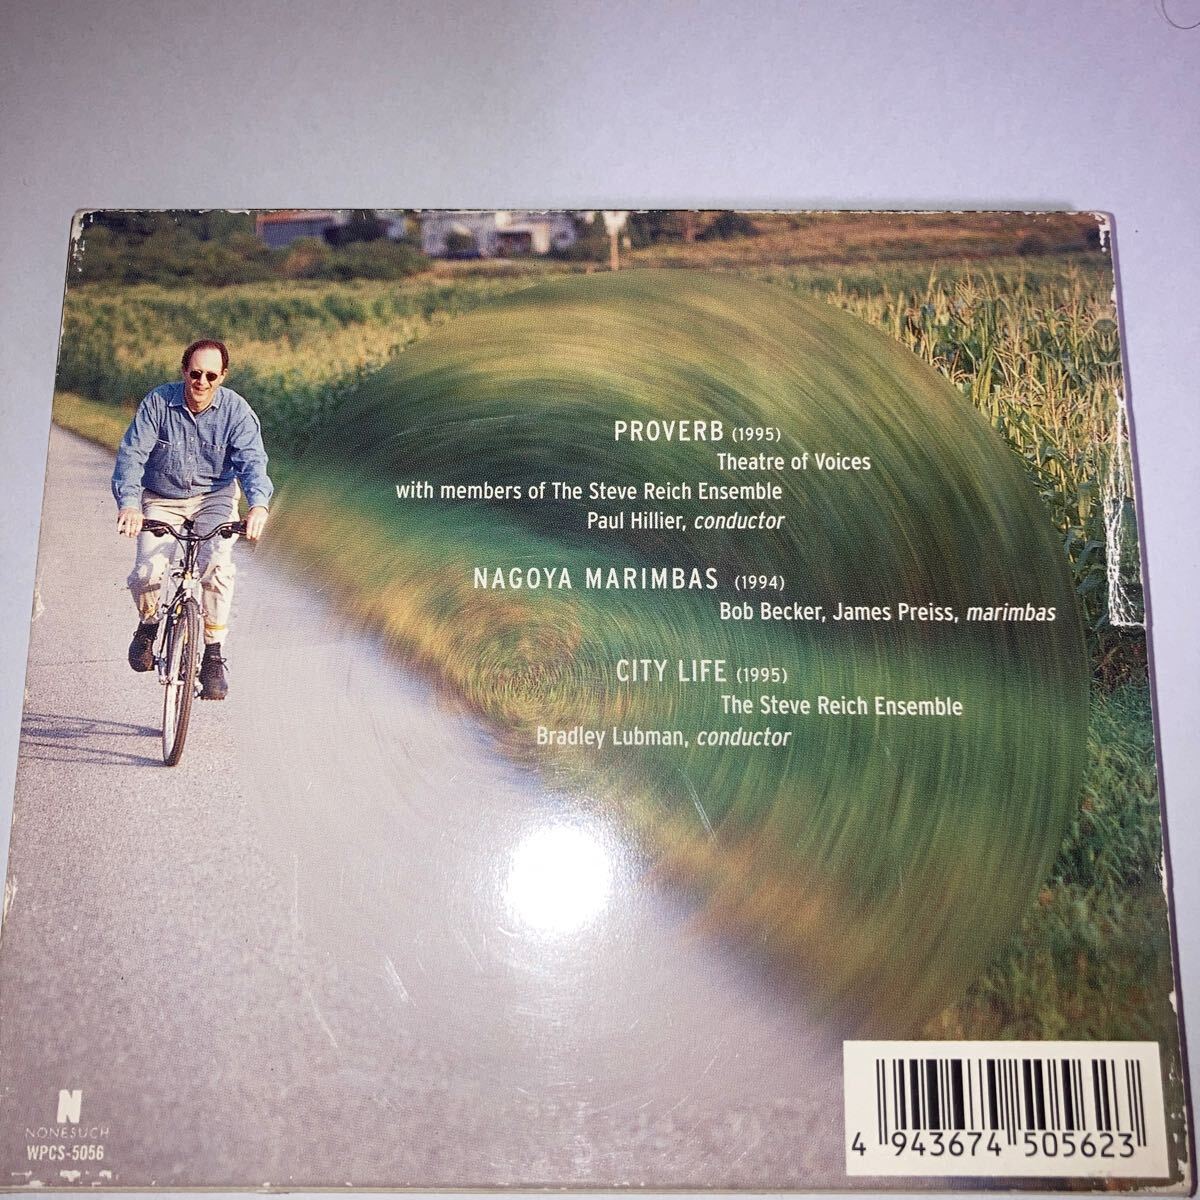 PROVERB (1995)
Theatre of Voices
with members of The Steve Reich Ensemble
Paul Hillier, conductor
NAGOYA MARIMBAS (1994)
Bob Becker, James Preiss, marimbas
CITY LIFE (1995)
The Steve Reich Ensemble
Bradley Lubman, conductor
N
NONESUCH
WPCS-5056
4 943674 505623